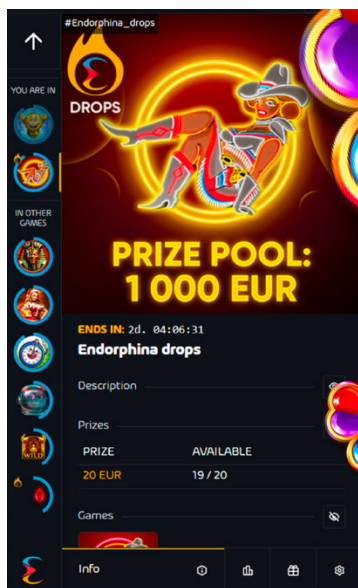 #Endorphina_drops
DROPS
YOU ARE IN
IN OTHER
GAMES
WILD
PRIZE POOL:
1 000 EUR
ENDS IN: 2d. 04:06:31
Endorphina drops
Description
Prizes
PRIZE AVAILABLE
20 EUR 19 / 20
Games
Info